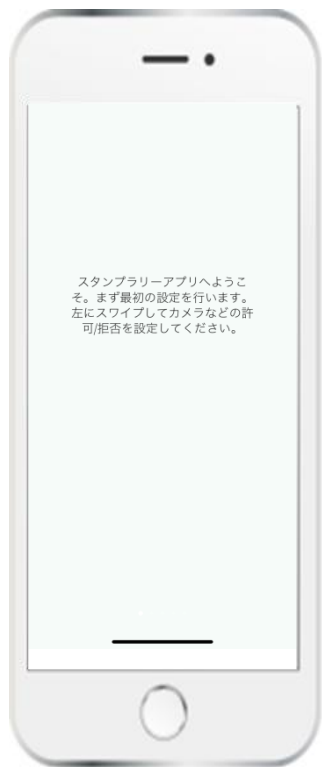 スタンプラリーアプリへようこ
そ。まず最初の設定を行います。
左にスワイプしてカメラなどの許
可/拒否を設定してください。